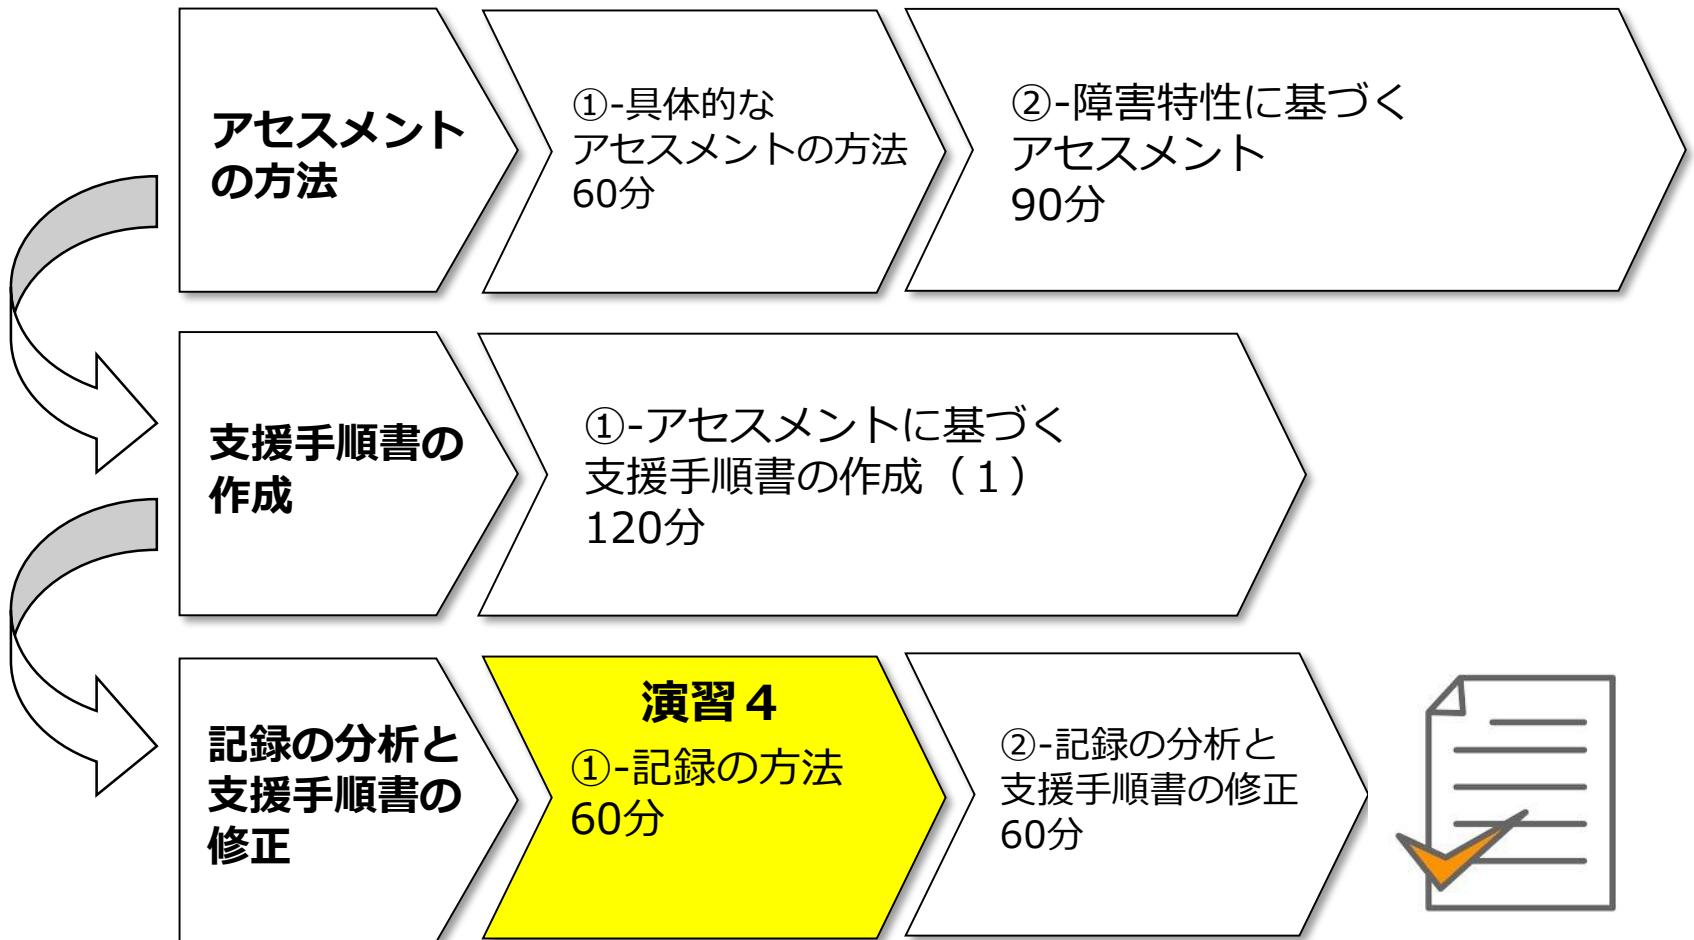 アセスメント
の方法
①-具体的な
アセスメントの方法
60分
②-障害特性に基づく
アセスメント
90分
支援手順書の
作成
①-アセスメントに基づく
支援手順書の作成（１）
120分
記録の分析と
支援手順書の
修正
演習４
①-記録の方法
60分
②-記録の分析と
支援手順書の修正
60分